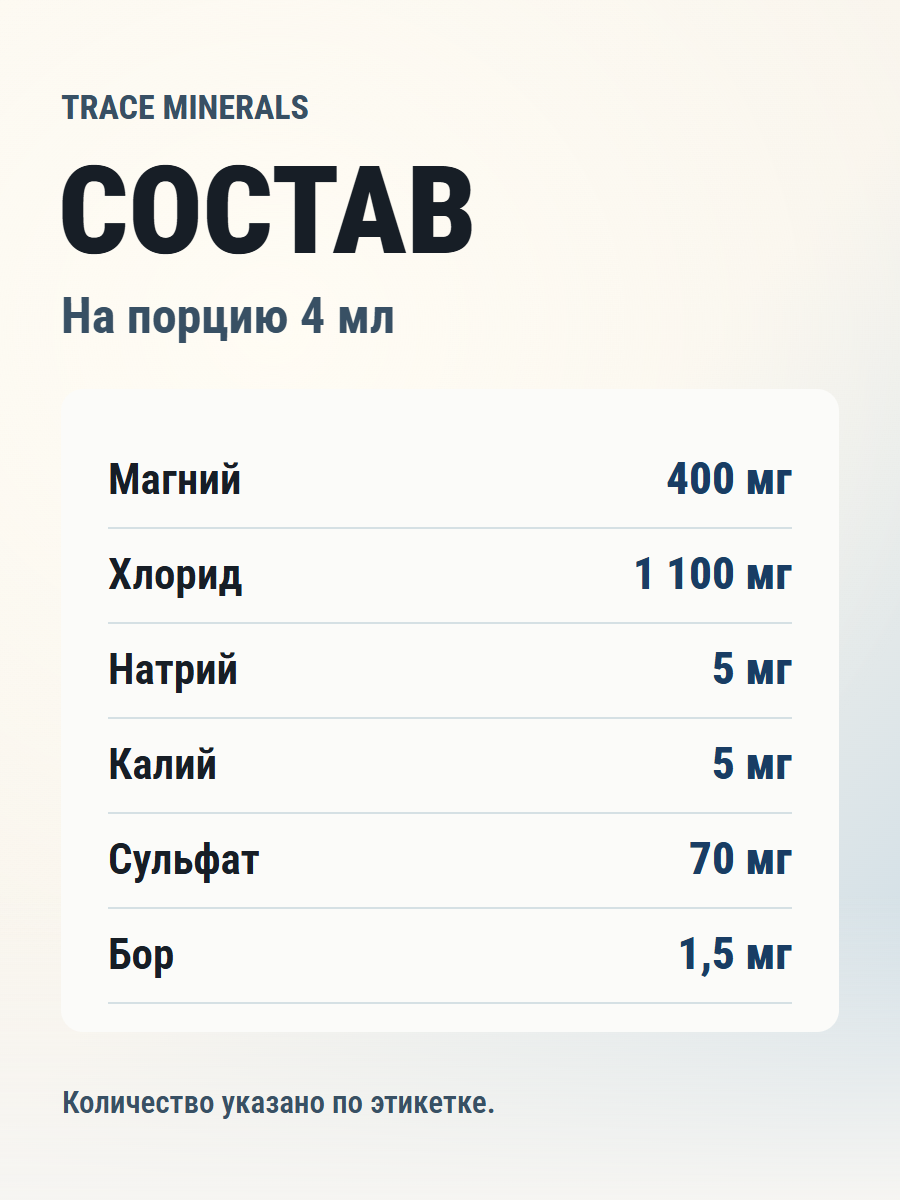 TRACE MINERALS
СОСТАВ
На порцию 4 мл
Магний 400 мг
Хлорид 1 100 мг
Натрий 5 мг
Калий 5 мг
Сульфат 70 мг
Бор 1,5 мг
Количество указано по этикетке.